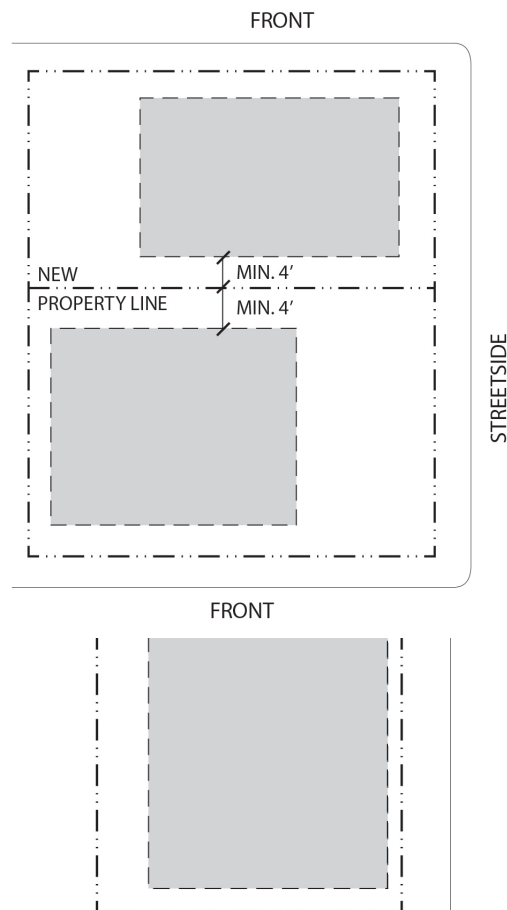 FRONT
NEW
MIN. 4'
PROPERTY LINE
MIN. 4'
STREETSIDE
FRONT